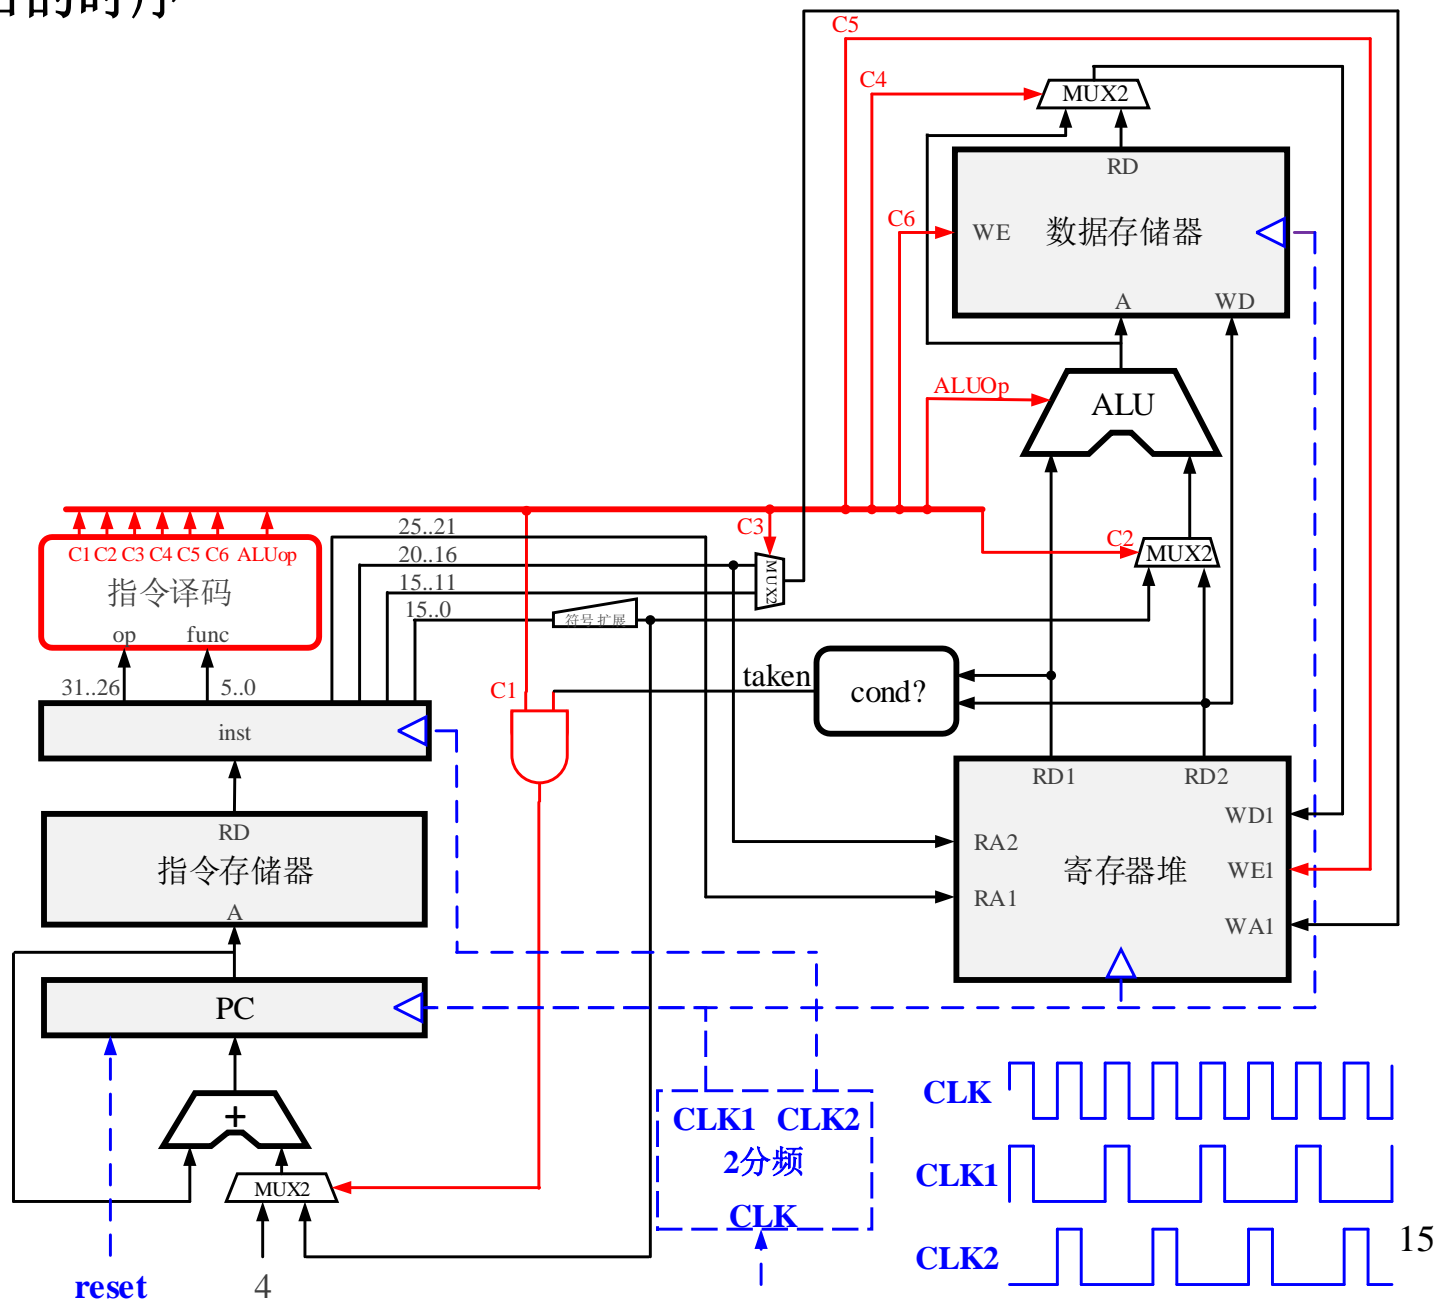 C5
C4
MUX2
RD
C6
WE
数据存储器
A
WD
ALUOp
ALU
C3
C2
MUX2
MUX2
25..21
20..16
15..11
15..0
符号扩展
C1 C2 C3 C4 C5 C6 ALUop
指令译码
op
func
31..26
5..0
C1
taken
cond?
inst
RD
指令存储器
A
RD1
RD2
WD1
RA2
寄存器堆
WE1
RA1
WA1
PC
+
MUX2
reset
4
CLK1 CLK2
2分频
CLK
CLK
CLK1
CLK2
15